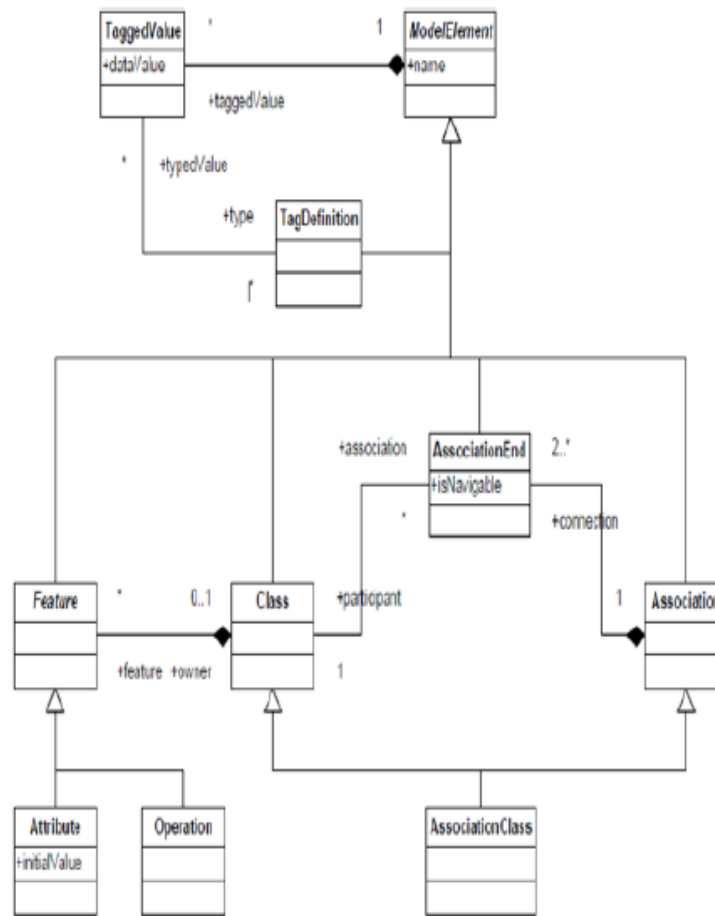 TaggedValue * 1 ModelElement
+dataValue +name
+taggedValue
* +typedValue
+type TagDefinition
+association AssociationEnd 2..*
+isNavigable
* +connection
Feature * 0..1 Class +participant 1 Association
+feature +owner 1
Attribute Operation AssociationClass
+initialValue